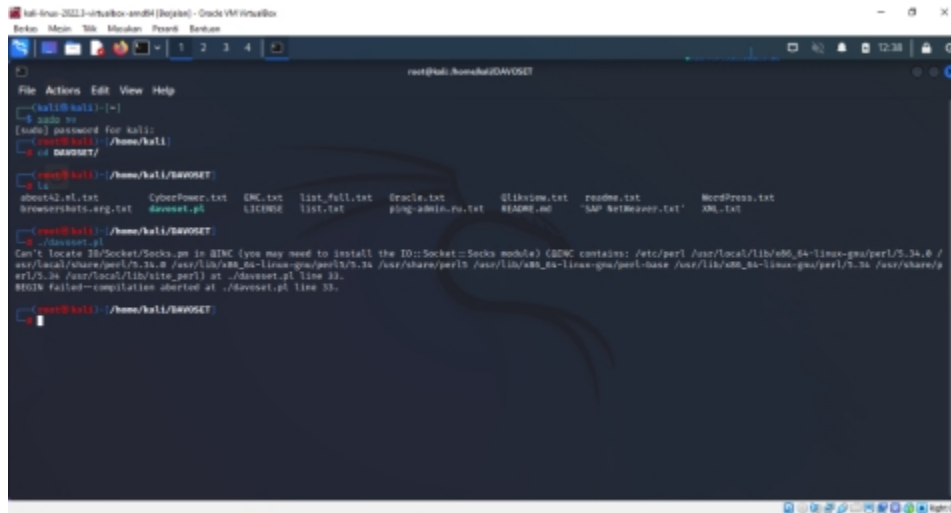 kali-linux-2022.3-virtualbox-amd64 [Berjalan] - Oracle VM VirtualBox
Berkas Mesin Tilik Masukan Peranti Bantuan
1 2 3 4 12:38
root@kali: /home/kali/DAVOSET
File Actions Edit View Help
(kali㉿kali)-[~]
$ sudo su
[sudo] password for kali:
(root㉿kali)-[/home/kali]
# cd DAVOSET/
(root㉿kali)-[/home/kali/DAVOSET]
# ls
about42.nl.txt CyberPower.txt EMC.txt list_full.txt Oracle.txt Qlikview.txt readme.txt WordPress.txt
browsershots.org.txt davoset.pl LICENSE list.txt ping-admin.ru.txt README.md 'SAP NetWeaver.txt' XML.txt
(root㉿kali)-[/home/kali/DAVOSET]
# ./davoset.pl
Can't locate IO/Socket/Socks.pm in @INC (you may need to install the IO::Socket::Socks module) (@INC contains: /etc/perl /usr/local/lib/x86_64-linux-gnu/perl/5.34.0 /
usr/local/share/perl/5.34.0 /usr/lib/x86_64-linux-gnu/perl5/5.34 /usr/share/perl5 /usr/lib/x86_64-linux-gnu/perl-base /usr/lib/x86_64-linux-gnu/perl/5.34 /usr/share/p
erl/5.34 /usr/local/lib/site_perl) at ./davoset.pl line 33.
BEGIN failed--compilation aborted at ./davoset.pl line 33.
(root㉿kali)-[/home/kali/DAVOSET]
#